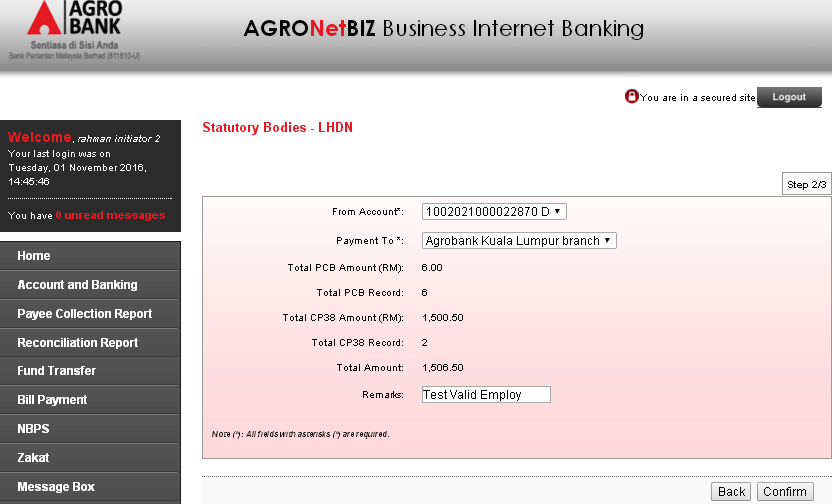 AGRO
BANK
Sentiasa di Sisi Anda
Bank Pertanian Malaysia Berhad (811810-U)
AGRONetBIZ Business Internet Banking
You are in a secured site
Logout
Welcome, rahman initiator 2
Your last login was on
Tuesday, 01 November 2016,
14:45:46
You have 0 unread messages
Home
Account and Banking
Payee Collection Report
Reconciliation Report
Fund Transfer
Bill Payment
NBPS
Zakat
Message Box
Statutory Bodies - LHDN
Step 2/3
From Account*: 1002021000022870 D
Payment To *: Agrobank Kuala Lumpur branch
Total PCB Amount (RM): 6.00
Total PCB Record: 6
Total CP38 Amount (RM): 1,500.50
Total CP38 Record: 2
Total Amount: 1,506.50
Remarks: Test Valid Employ
Note (*): All fields with asterisks (*) are required.
Back Confirm